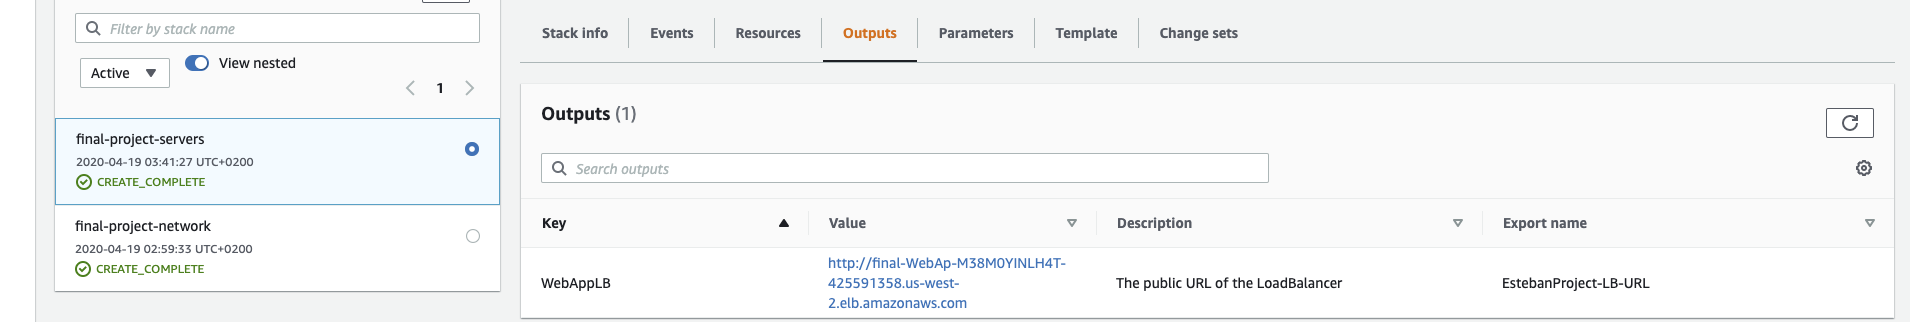 Filter by stack name
Active
View nested
1
final-project-servers
2020-04-19 03:41:27 UTC+0200
CREATE_COMPLETE
final-project-network
2020-04-19 02:59:33 UTC+0200
CREATE_COMPLETE
Stack info Events Resources Outputs Parameters Template Change sets
Outputs (1)
Search outputs
Key Value Description Export name
WebAppLB
http://final-WebAp-M38M0YINLH4T-
425591358.us-west-
2.elb.amazonaws.com
The public URL of the LoadBalancer
EstebanProject-LB-URL